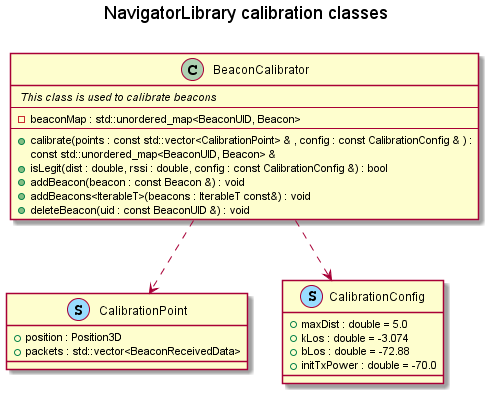 NavigatorLibrary calibration classes
C BeaconCalibrator
This class is used to calibrate beacons
beaconMap : std::unordered_map<BeaconUID, Beacon>
calibrate(points : const std::vector<CalibrationPoint> & , config : const CalibrationConfig & ) :
const std::unordered_map<BeaconUID, Beacon> &
isLegit(dist : double, rssi : double, config : const CalibrationConfig &) : bool
addBeacon(beacon : const Beacon &) : void
addBeacons<IterableT>(beacons : IterableT const&) : void
deleteBeacon(uid : const BeaconUID &) : void
S CalibrationPoint
position : Position3D
packets : std::vector<BeaconReceivedData>
S CalibrationConfig
maxDist : double = 5.0
kLos : double = -3.074
bLos : double = -72.88
initTxPower : double = -70.0